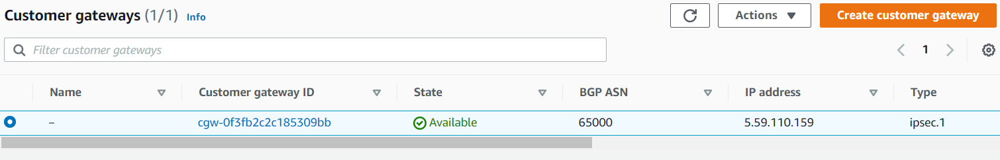 Customer gateways (1/1) Info Actions Create customer gateway
Filter customer gateways 1
Name Customer gateway ID State BGP ASN IP address Type
– cgw-0f3fb2c2c185309bb Available 65000 5.59.110.159 ipsec.1